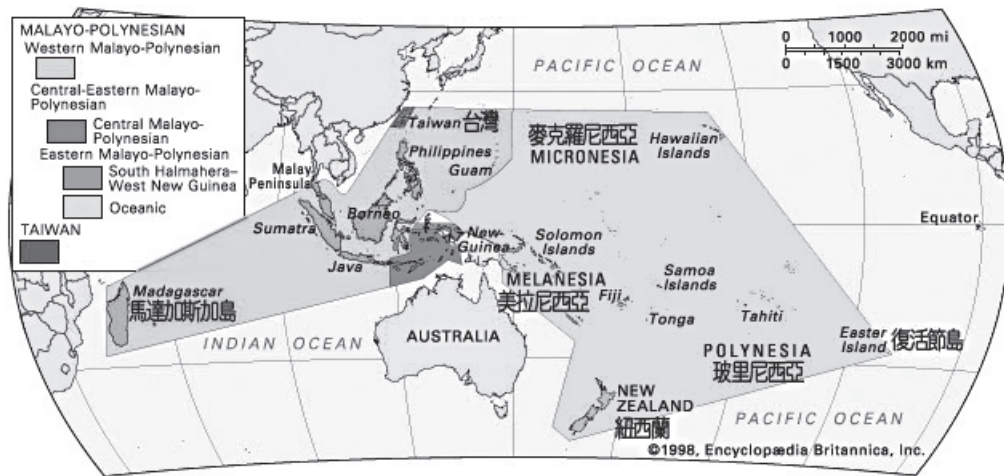 MALAYO-POLYNESIAN
Western Malayo-Polynesian
Central-Eastern Malayo-
Polynesian
Central Malayo-
Polynesian
Eastern Malayo-Polynesian
South Halmahera–
West New Guinea
Oceanic
TAIWAN
0 1000 2000 mi
0 1500 3000 km
PACIFIC OCEAN
Taiwan 台灣
Philippines
Guam
麥克羅尼西亞
MICRONESIA
Hawaiian
Islands
Malay
Peninsula
Borneo
Sumatra
Java
New
Guinea
Solomon
Islands
Equator
MELANESIA
美拉尼西亞
Fiji
Samoa
Islands
Tonga
Tahiti
Madagascar
馬達加斯加島
INDIAN OCEAN
AUSTRALIA
POLYNESIA
玻里尼西亞
Easter
Island 復活節島
NEW
ZEALAND
紐西蘭
PACIFIC OCEAN
©1998, Encyclopædia Britannica, Inc.